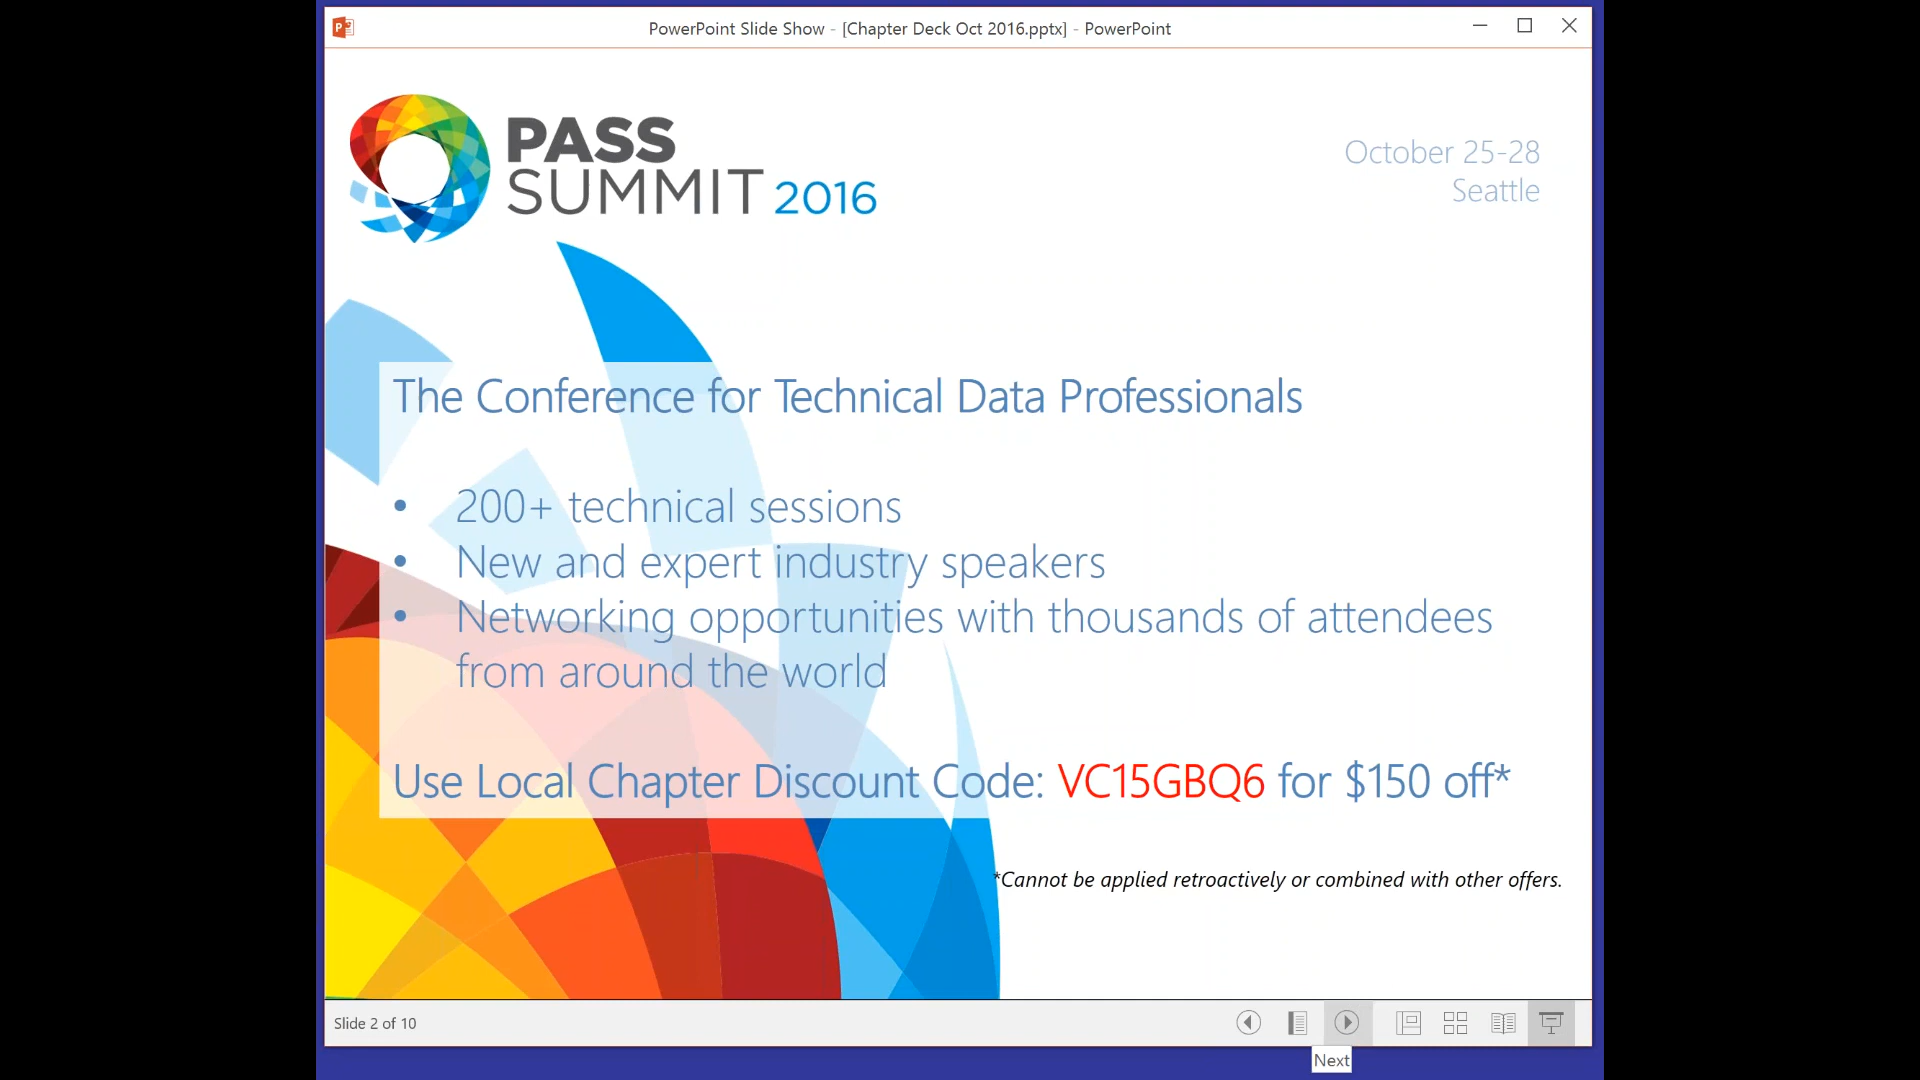 PowerPoint Slide Show - [Chapter Deck Oct 2016.pptx] - PowerPoint
PASS
SUMMIT 2016
October 25-28
Seattle
The Conference for Technical Data Professionals
• 200+ technical sessions
• New and expert industry speakers
• Networking opportunities with thousands of attendees
from around the world
Use Local Chapter Discount Code: VC15GBQ6 for $150 off*
*Cannot be applied retroactively or combined with other offers.
Slide 2 of 10
Next